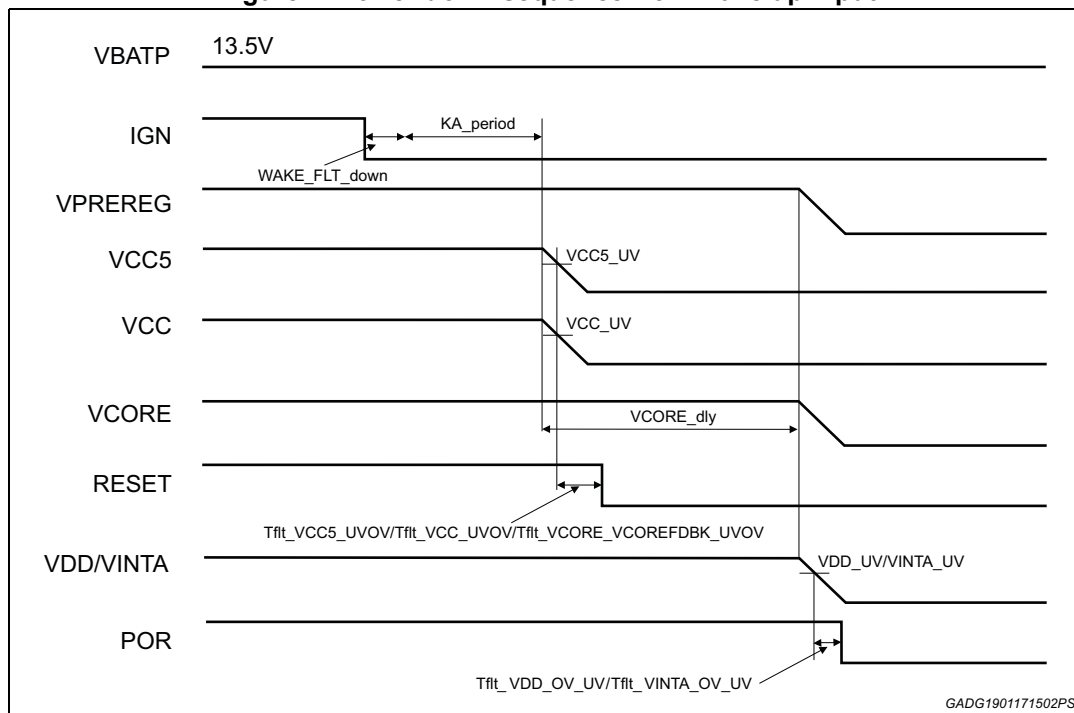 VBATP
13.5V
IGN
KA_period
WAKE_FLT_down
VPREREG
VCC5
VCC5_UV
VCC
VCC_UV
VCORE
VCORE_dly
RESET
Tflt_VCC5_UVOV/Tflt_VCC_UVOV/Tflt_VCORE_VCOREFDBK_UVOV
VDD/VINTA
VDD_UV/VINTA_UV
POR
Tflt_VDD_OV_UV/Tflt_VINTA_OV_UV
GADG1901171502PS